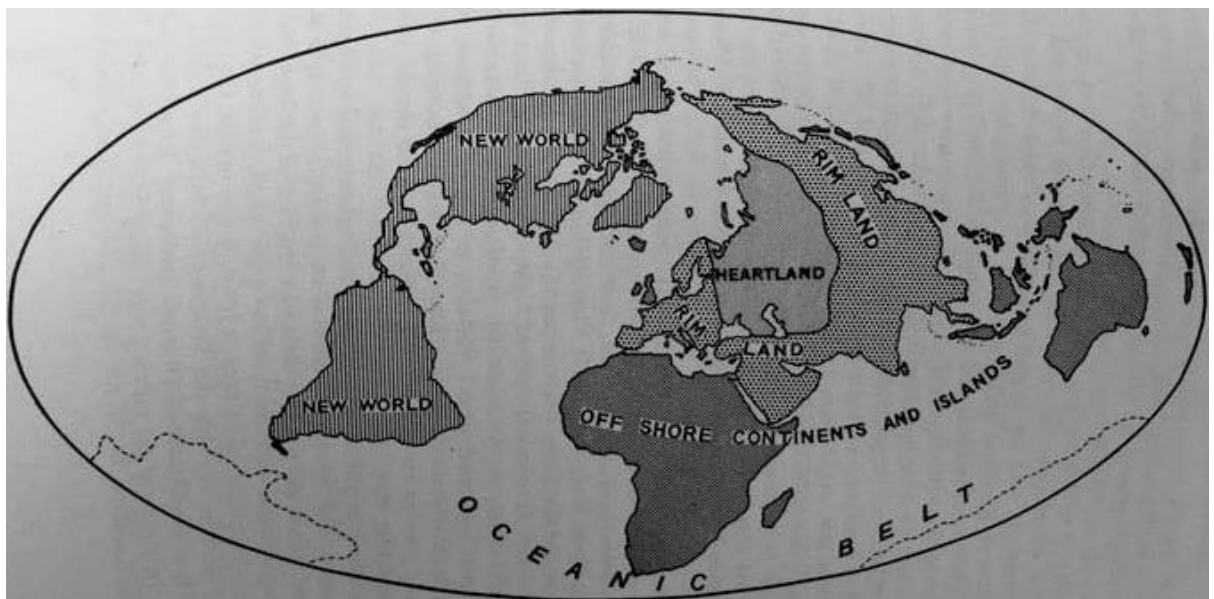 NEW WORLD
RIM LAND
HEARTLAND
RIM
LAND
NEW WORLD
OFF SHORE CONTINENTS AND ISLANDS
OCEANIC BELT